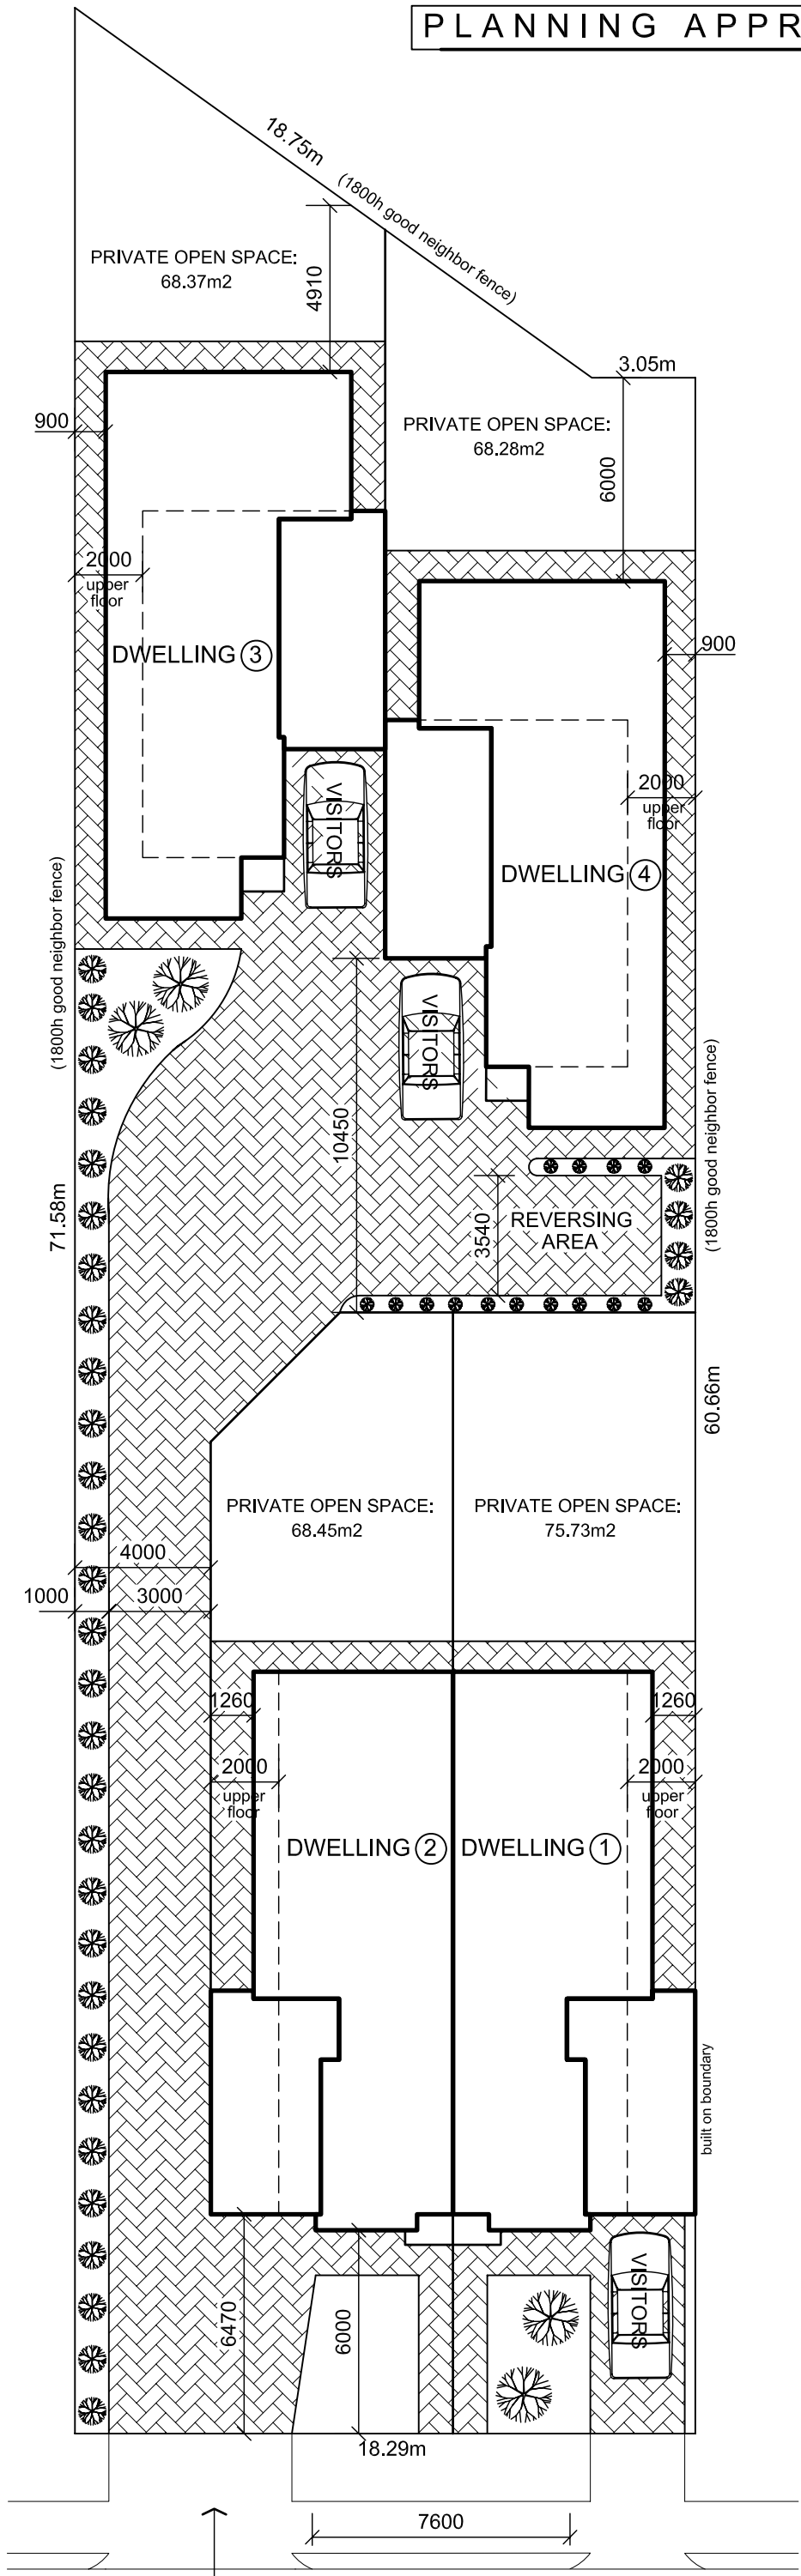 PLANNING APPR
18.75m
(1800h good neighbor fence)
PRIVATE OPEN SPACE:
68.37m2
4910
3.05m
900
PRIVATE OPEN SPACE:
68.28m2
6000
2000
upper
floor
DWELLING 3
900
VISITORS
2000
upper
floor
DWELLING 4
(1800h good neighbor fence)
VISITORS
(1800h good neighbor fence)
10450
71.58m
3540
REVERSING
AREA
60.66m
PRIVATE OPEN SPACE:
68.45m2
PRIVATE OPEN SPACE:
75.73m2
4000
1000
3000
1260
1260
2000
upper
floor
2000
upper
floor
DWELLING 2
DWELLING 1
built on boundary
VISITORS
6470
6000
18.29m
7600